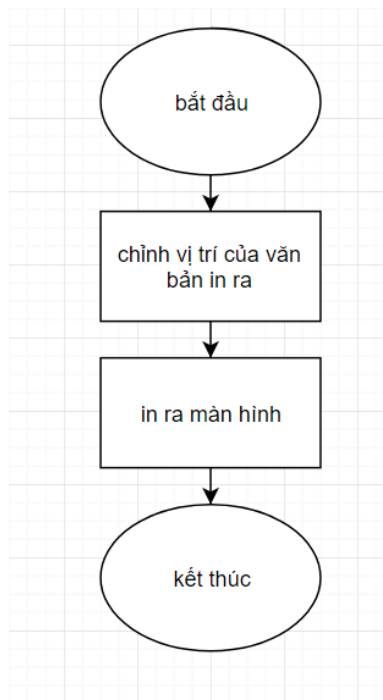 bắt đầu
chỉnh vị trí của văn
bản in ra
in ra màn hình
kết thúc